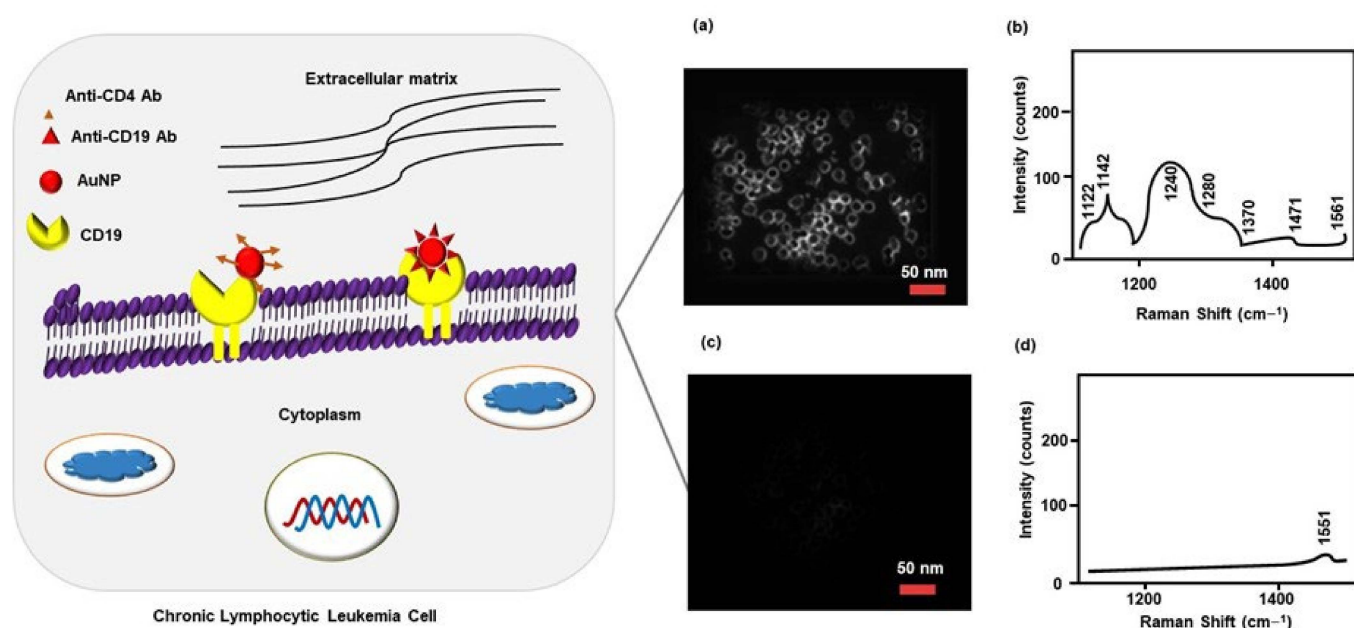 Anti-CD4 Ab
Anti-CD19 Ab
AuNP
CD19
Extracellular matrix
Cytoplasm
Chronic Lymphocytic Leukemia Cell
(a)
50 nm
(b)
Intensity (counts)
200
100
0
1122
1142
1240
1280
1370
1471
1561
1200
1400
Raman Shift (cm−1)
(c)
50 nm
(d)
Intensity (counts)
200
100
0
1551
1200
1400
Raman Shift (cm−1)